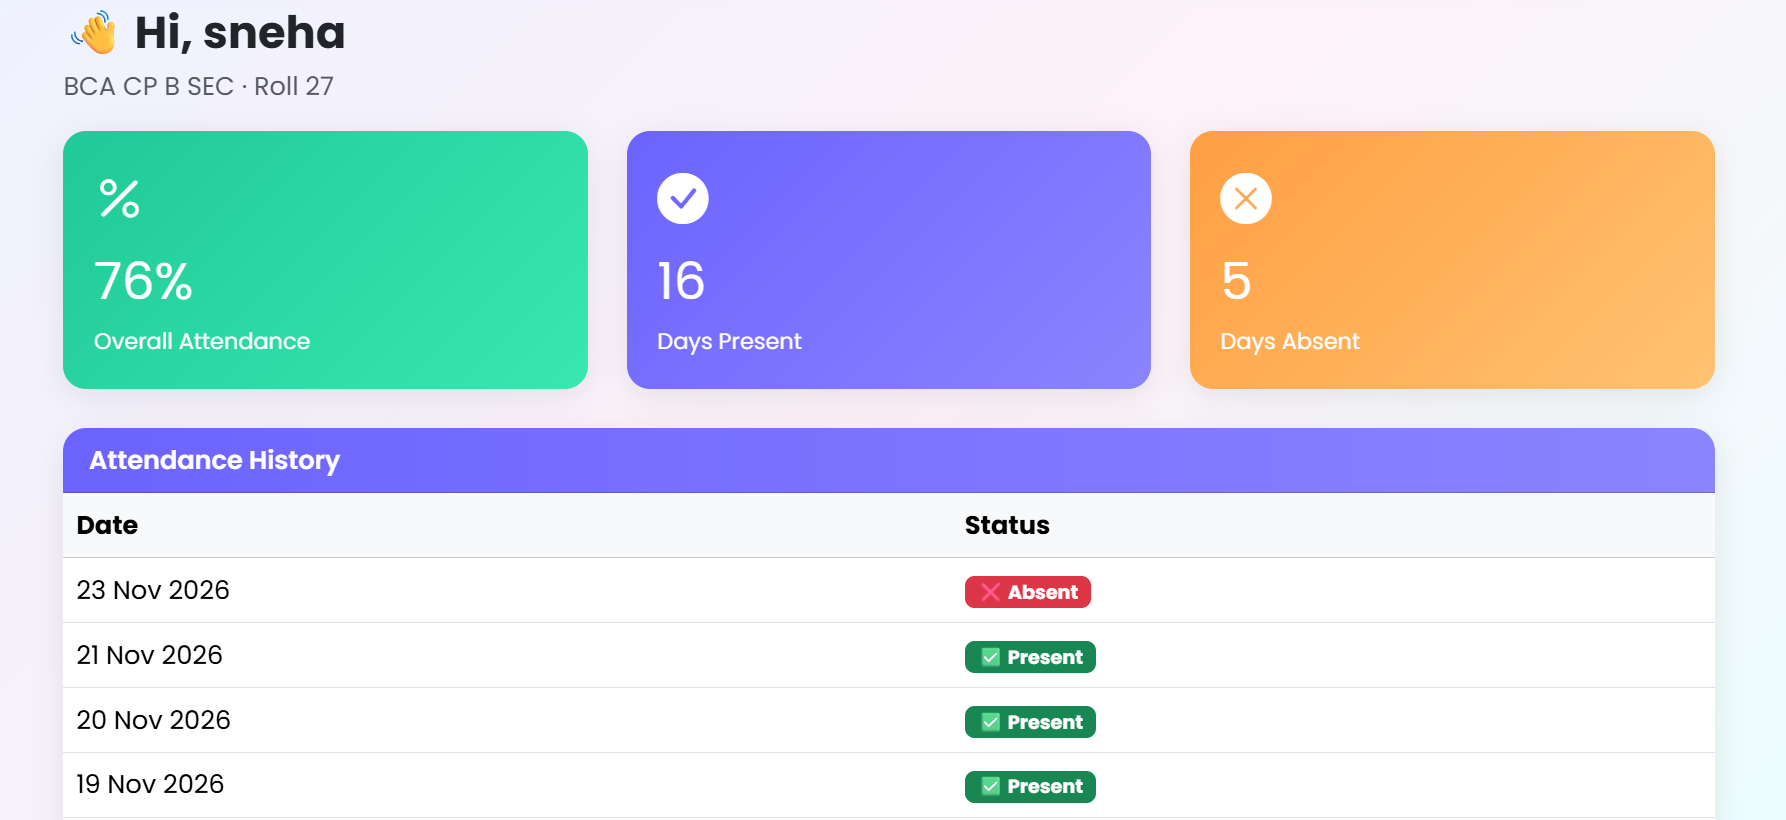 👋 Hi, sneha
BCA CP B SEC · Roll 27
%
76%
Overall Attendance
16
Days Present
5
Days Absent
Attendance History
Date Status
23 Nov 2026 ❌ Absent
21 Nov 2026 ✅ Present
20 Nov 2026 ✅ Present
19 Nov 2026 ✅ Present